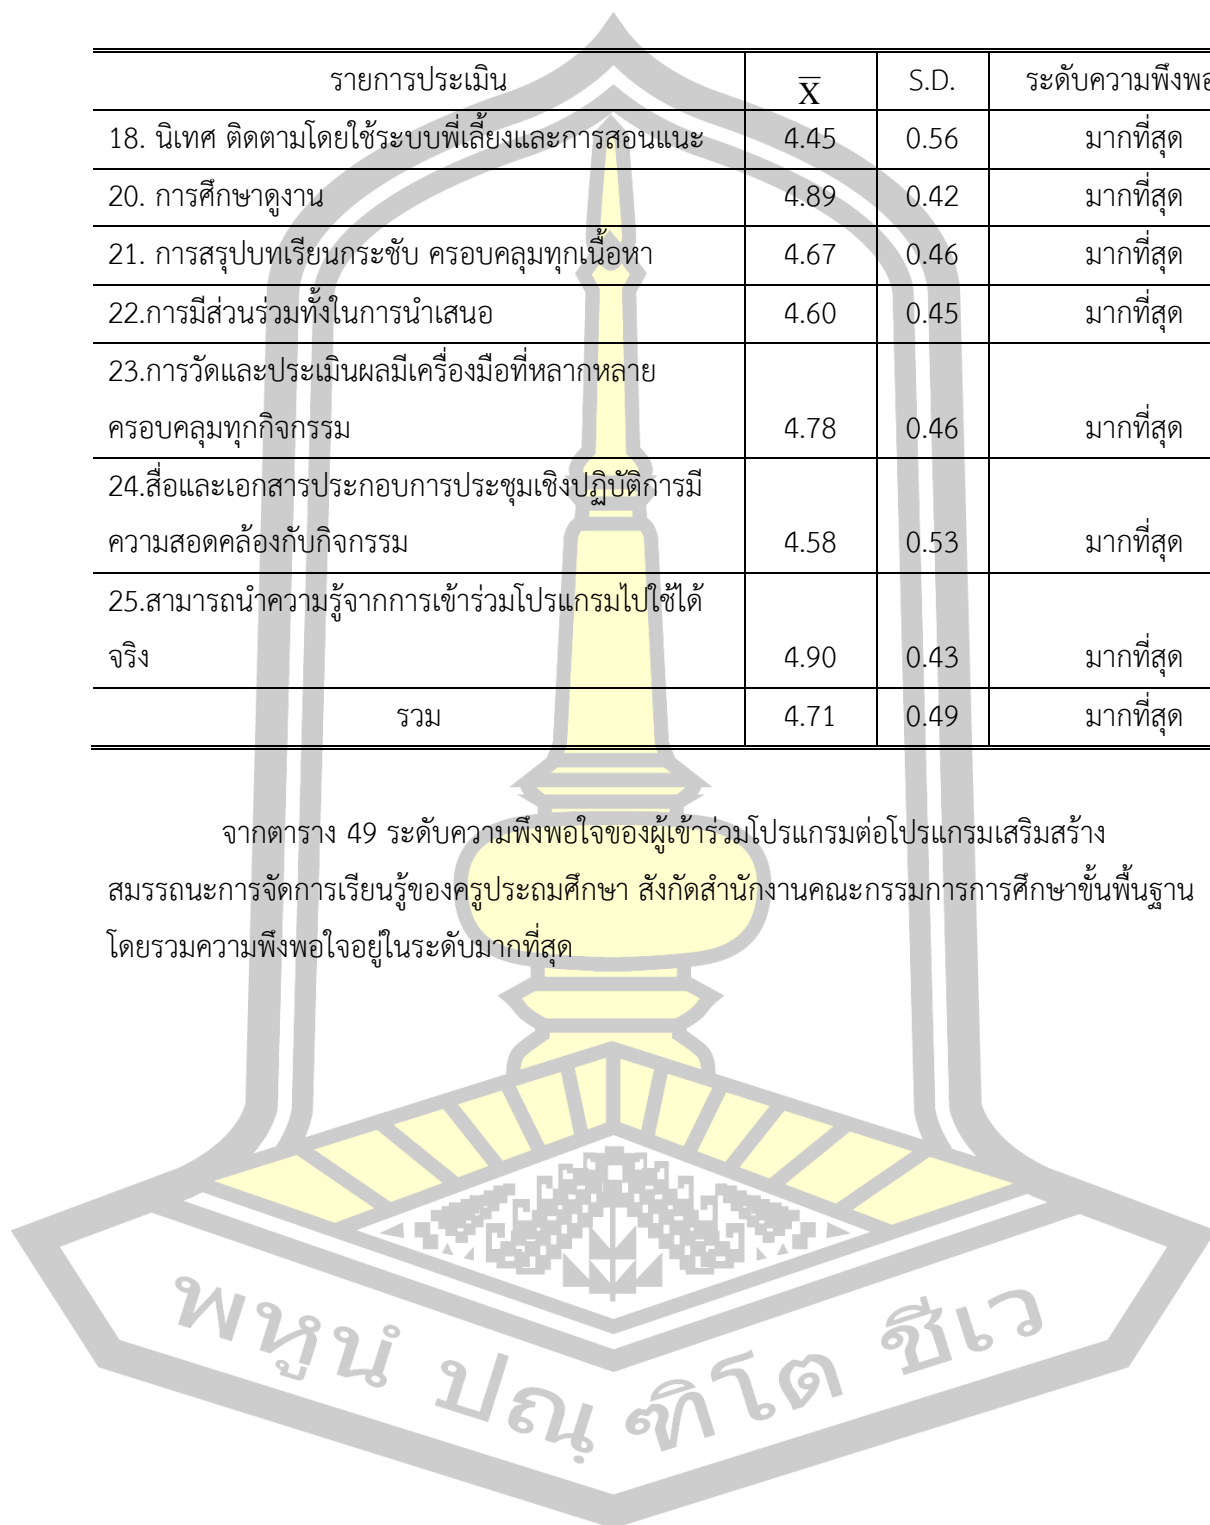 รายการประเมิน X̄ S.D. ระดับความพึงพอ
18. นิเทศ ติดตามโดยใช้ระบบพี่เลี้ยงและการสอนแนะ 4.45 0.56 มากที่สุด
20. การศึกษาดูงาน 4.89 0.42 มากที่สุด
21. การสรุปบทเรียนกระชับ ครอบคลุมทุกเนื้อหา 4.67 0.46 มากที่สุด
22.การมีส่วนร่วมทั้งในการนำเสนอ 4.60 0.45 มากที่สุด
23.การวัดและประเมินผลมีเครื่องมือที่หลากหลาย
ครอบคลุมทุกกิจกรรม 4.78 0.46 มากที่สุด
24.สื่อและเอกสารประกอบการประชุมเชิงปฏิบัติการมี
ความสอดคล้องกับกิจกรรม 4.58 0.53 มากที่สุด
25.สามารถนำความรู้จากการเข้าร่วมโปรแกรมไปใช้ได้
จริง 4.90 0.43 มากที่สุด
รวม 4.71 0.49 มากที่สุด
จากตาราง 49 ระดับความพึงพอใจของผู้เข้าร่วมโปรแกรมต่อโปรแกรมเสริมสร้าง
สมรรถนะการจัดการเรียนรู้ของครูประถมศึกษา สังกัดสำนักงานคณะกรรมการการศึกษาขั้นพื้นฐาน
โดยรวมความพึงพอใจอยู่ในระดับมากที่สุด
พหูนํ ปณฺฑิโต ชีเว